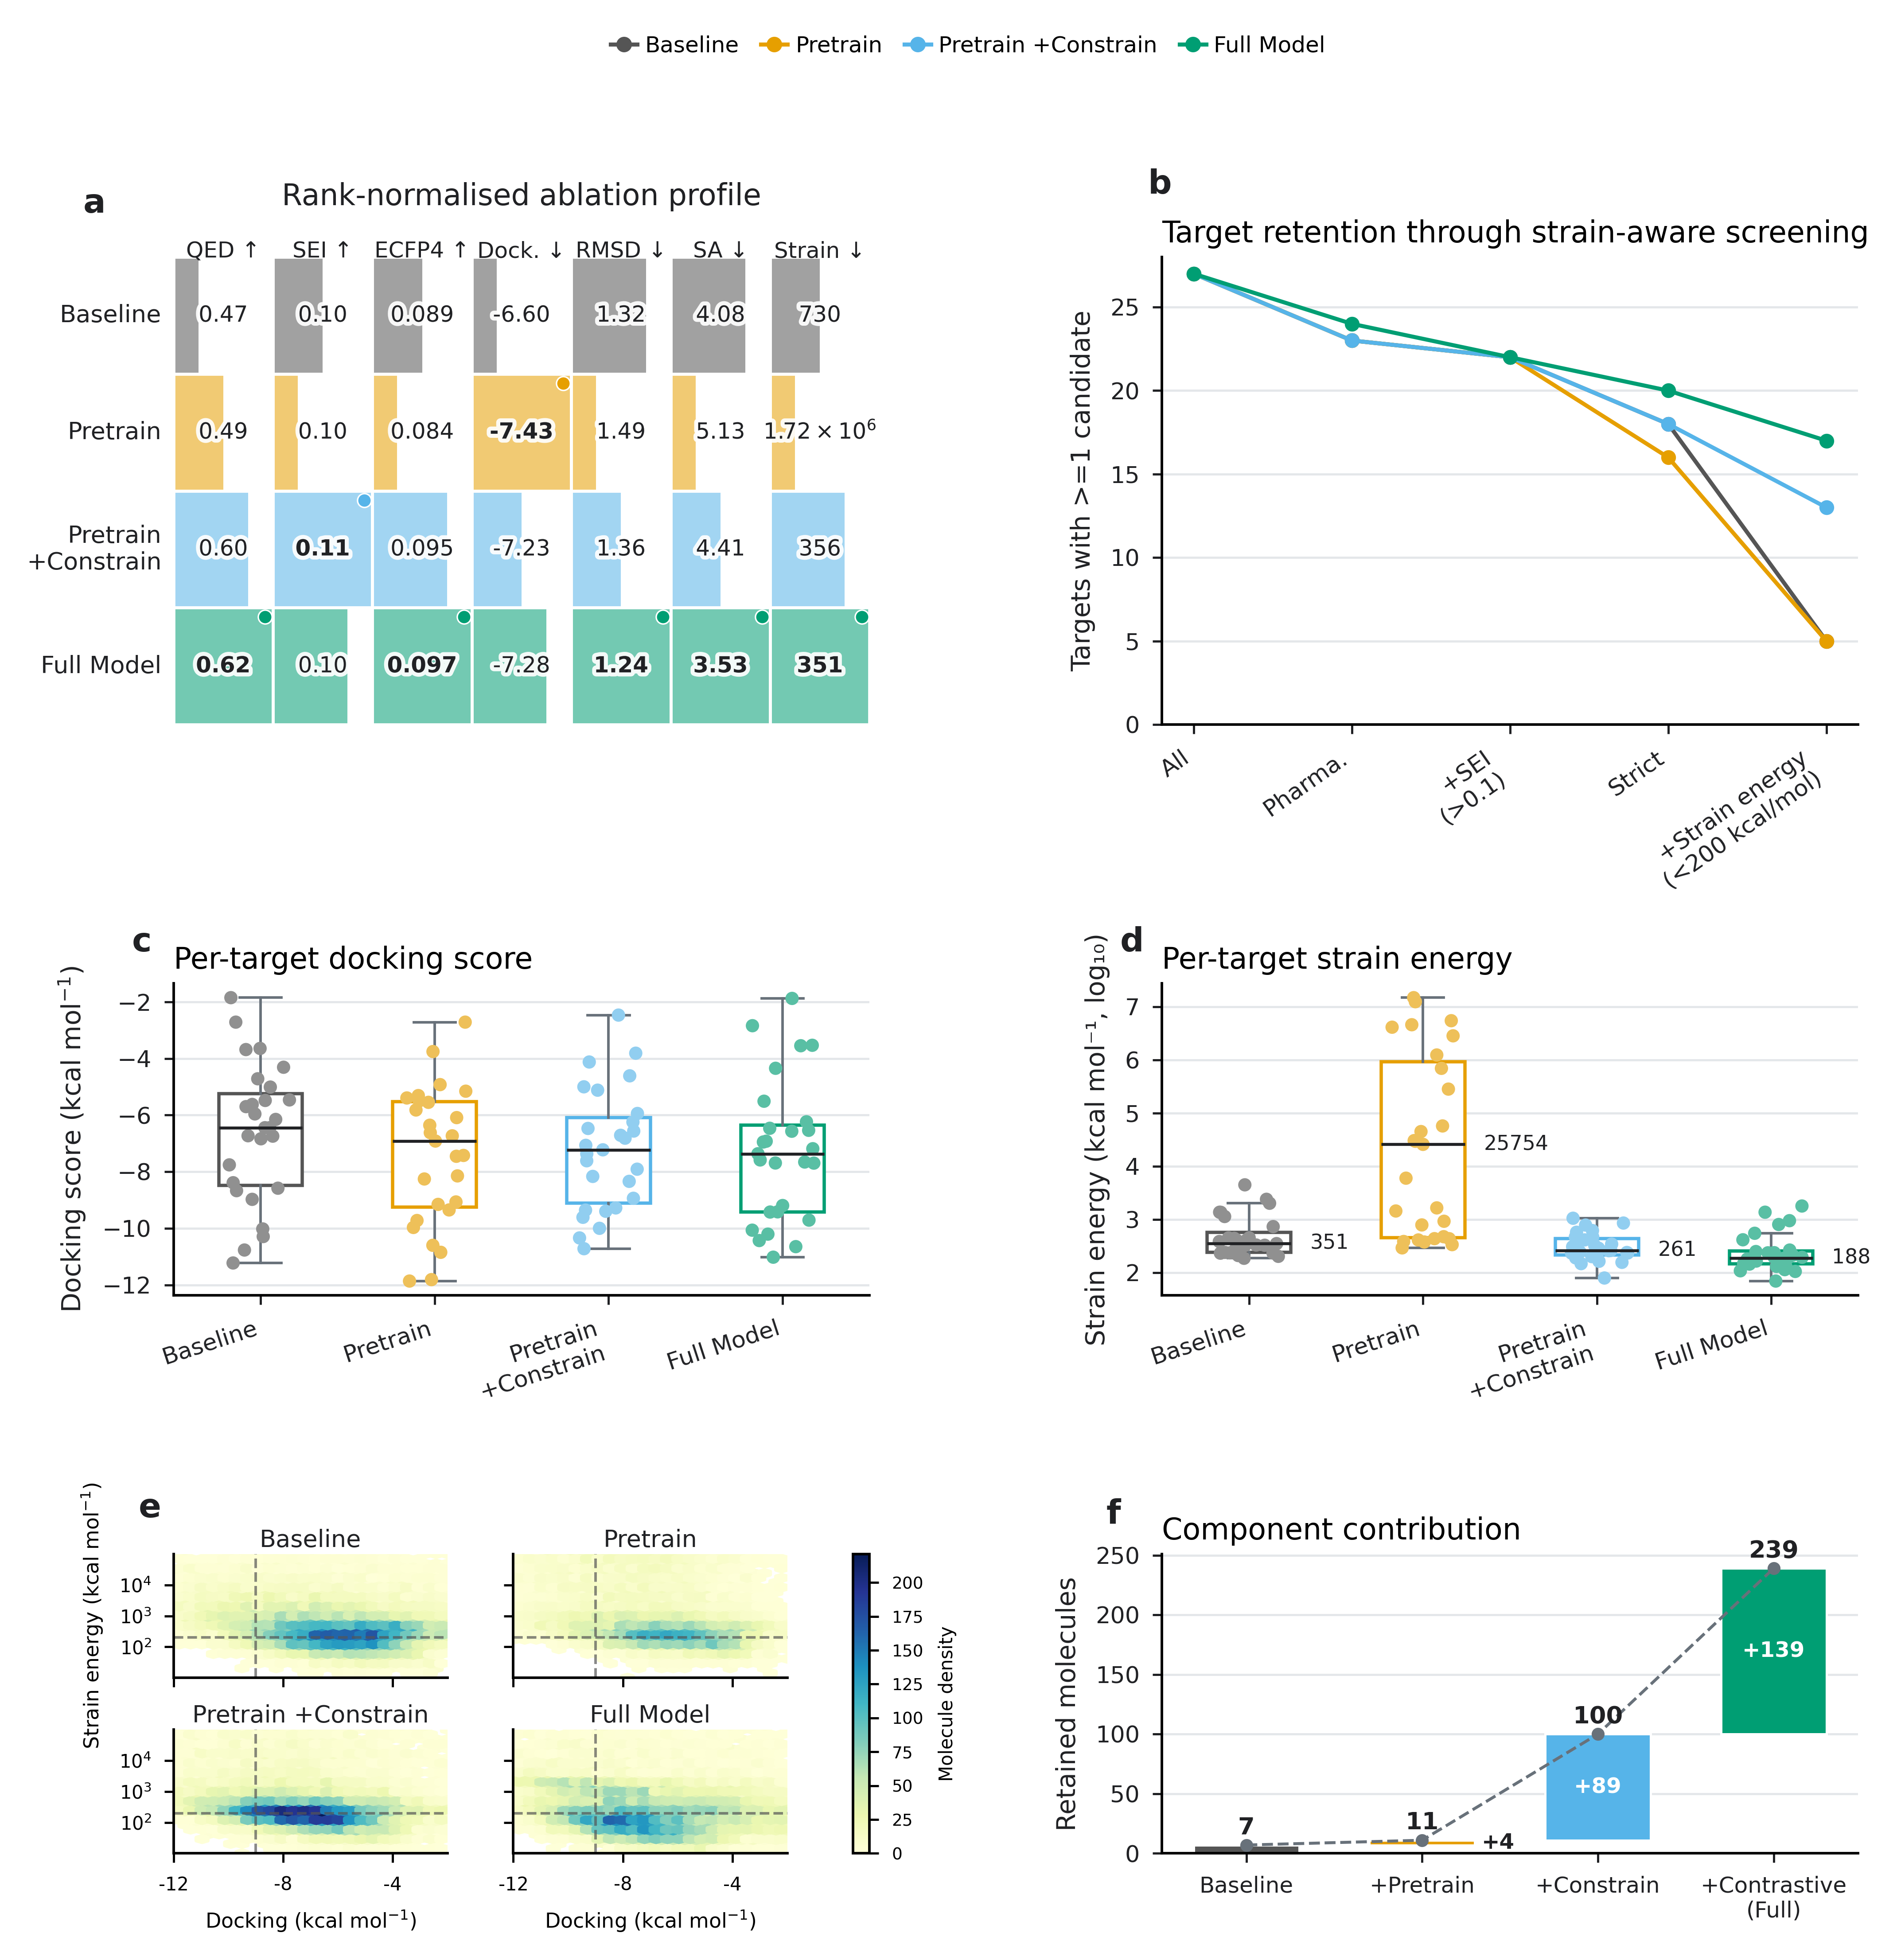 Baseline
Pretrain
Pretrain +Constrain
Full Model
a
Rank-normalised ablation profile
QED ↑ SEI ↑ ECFP4 ↑ Dock. ↓ RMSD ↓ SA ↓ Strain ↓
Baseline 0.47 0.10 0.089 -6.60 1.32 4.08 730
Pretrain 0.49 0.10 0.084 -7.43 1.49 5.13 1.72 × 10⁶
Pretrain
+Constrain 0.60 0.11 0.095 -7.23 1.36 4.41 356
Full Model 0.62 0.10 0.097 -7.28 1.24 3.53 351
b
Target retention through strain-aware screening
Targets with >=1 candidate
25
20
15
10
5
0
All
Pharma.
+SEI
(>0.1)
Strict
+Strain energy
(<200 kcal/mol)
c
Per-target docking score
Docking score (kcal mol⁻¹)
−2
−4
−6
−8
−10
−12
Baseline
Pretrain
Pretrain
+Constrain
Full Model
d
Per-target strain energy
Strain energy (kcal mol⁻¹, log₁₀)
7
6
5
4
3
2
351
25754
261
188
Baseline
Pretrain
Pretrain
+Constrain
Full Model
e
Strain energy (kcal mol⁻¹)
Baseline
Pretrain
10⁴
10³
10²
Pretrain +Constrain
Full Model
10⁴
10³
10²
-12 -8 -4
-12 -8 -4
Docking (kcal mol⁻¹)
Docking (kcal mol⁻¹)
200
175
150
125
100
75
50
25
0
Molecule density
f
Component contribution
Retained molecules
250
200
150
100
50
0
7
11
+4
100
+89
239
+139
Baseline
+Pretrain
+Constrain
+Contrastive
(Full)